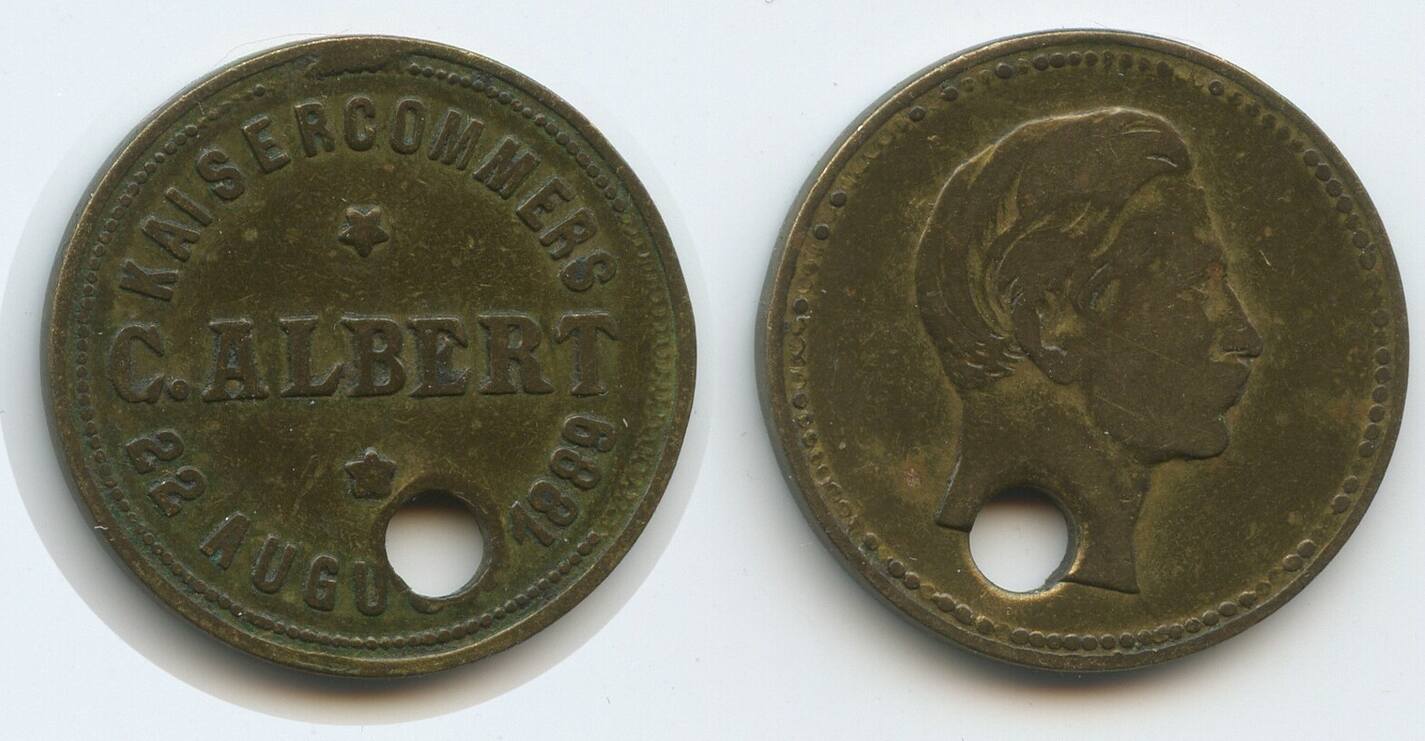 KAISERCOMMERS
C. ALBERT
22 AUGU 1889